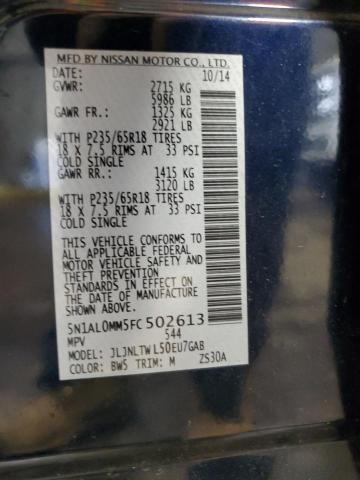 MFD BY NISSAN MOTOR CO., LTD.
DATE: 10/14
GVWR: 2715 KG
5986 LB
GAWR FR.: 1325 KG
2921 LB
WITH P235/65R18 TIRES
18 X 7.5 RIMS AT 33 PSI
COLD SINGLE
GAWR RR.: 1415 KG
3120 LB
WITH P235/65R18 TIRES
18 X 7.5 RIMS AT 33 PSI
COLD SINGLE
THIS VEHICLE CONFORMS TO
ALL APPLICABLE FEDERAL
MOTOR VEHICLE SAFETY AND
THEFT PREVENTION
STANDARDS IN EFFECT ON
THE DATE OF MANUFACTURE
SHOWN ABOVE.
5N1AL0MM5FC502613
MPV 544
MODEL: JLJNLTWL50EU7GAB
COLOR: BW5 TRIM: M ZS30A